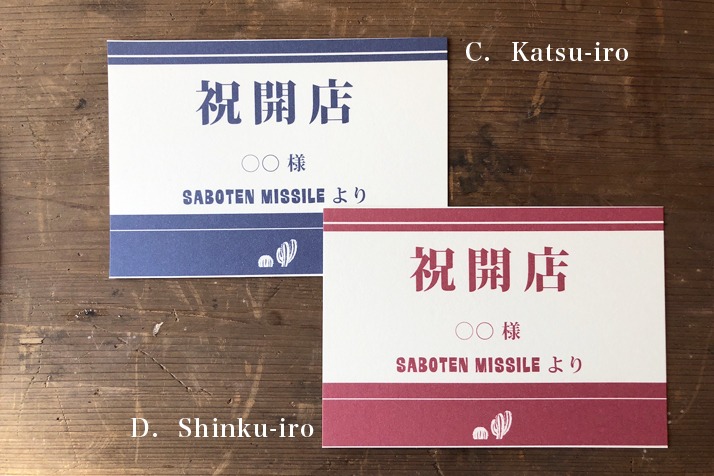 C. Katsu-iro
祝開店
○○ 様
SABOTEN MISSILE より
祝開店
○○ 様
SABOTEN MISSILE より
D. Shinku-iro